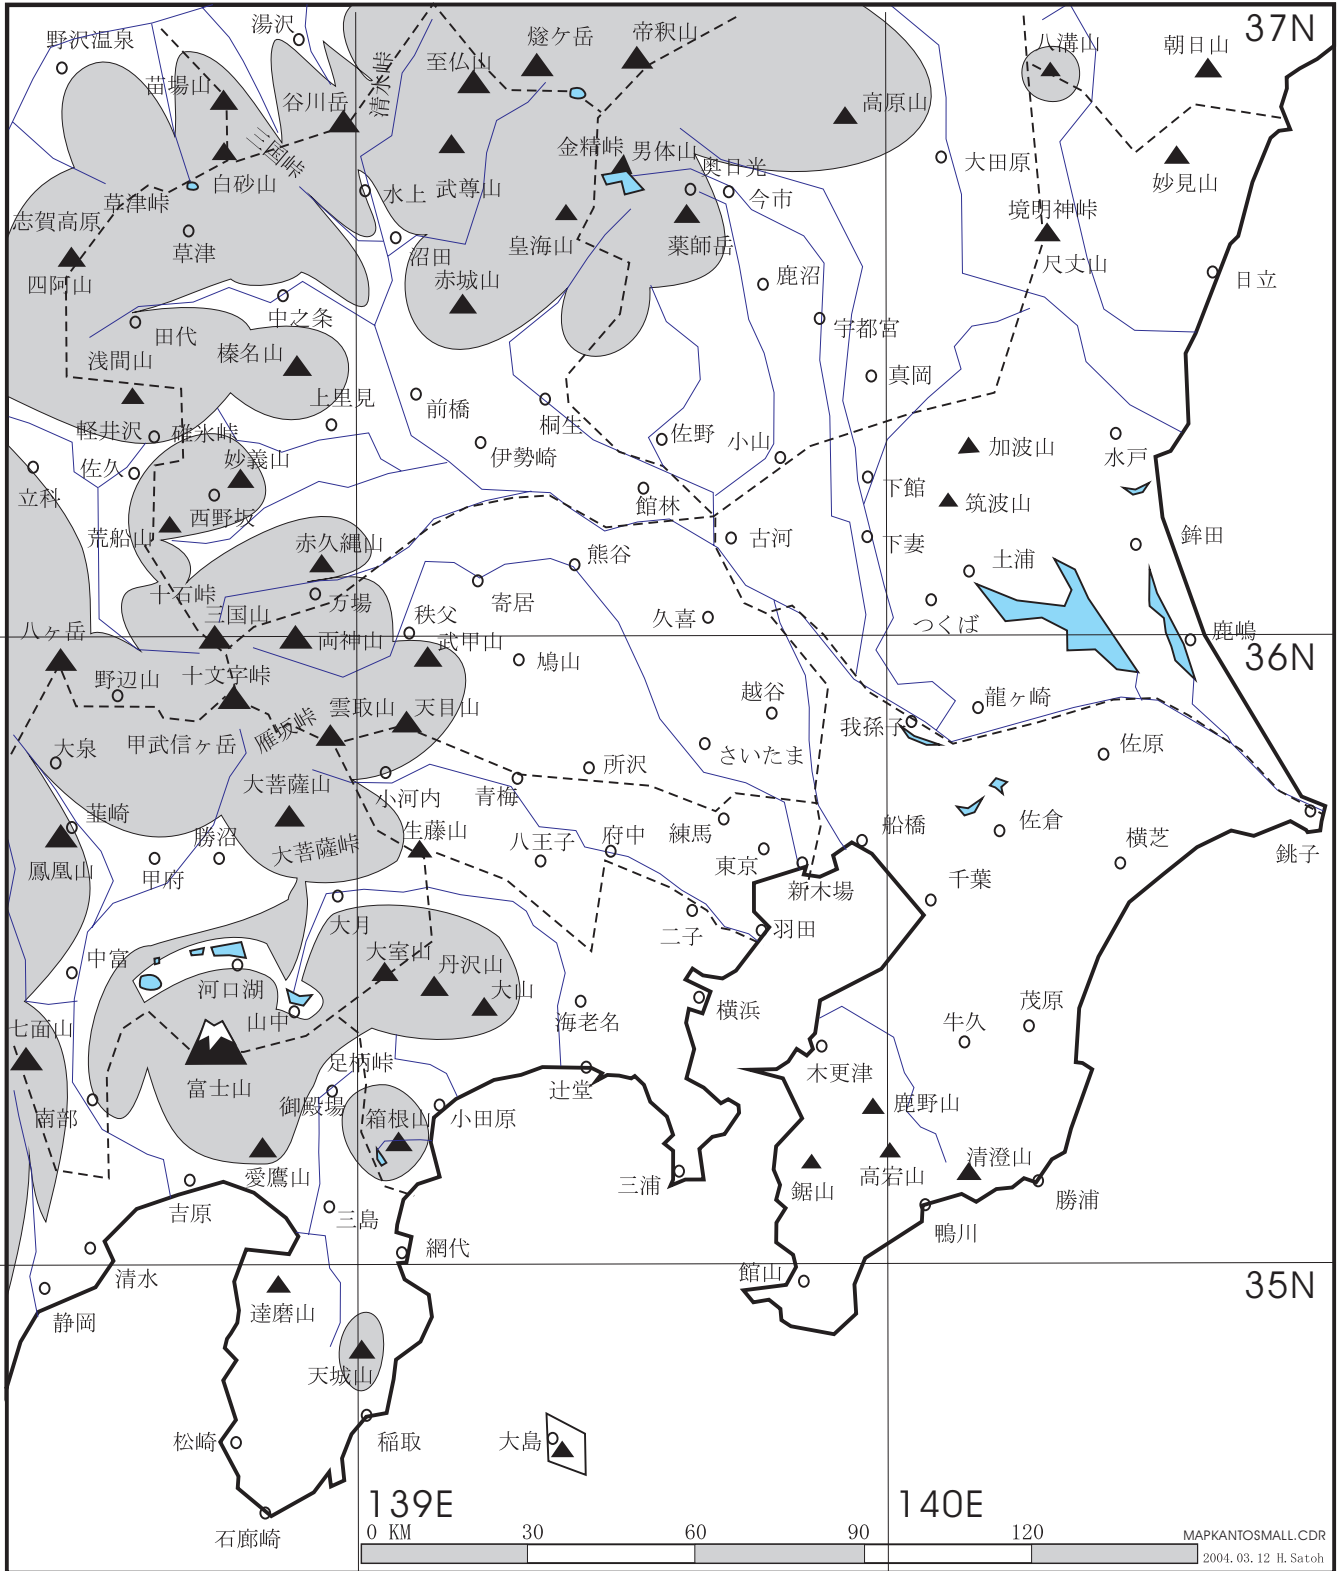 湯沢
37N
野沢温泉
燧ケ岳
帝釈山
八溝山
朝日山
至仏山
清水峠
苗場山
谷川岳
高原山
三国峠
金精峠
男体山
奥日光
大田原
妙見山
白砂山
水上
武尊山
今市
草津峠
境明神峠
志賀高原
草津
沼田
皇海山
薬師岳
四阿山
赤城山
鹿沼
尺丈山
日立
田代
中之条
宇都宮
浅間山
榛名山
真岡
上里見
前橋
桐生
佐野
小山
加波山
水戸
軽井沢
碓氷峠
伊勢崎
佐久
妙義山
下館
立科
西野坂
館林
筑波山
荒船山
赤久縄山
熊谷
古河
下妻
鉾田
土浦
十石峠
万場
寄居
三国山
秩父
久喜
つくば
鹿嶋
八ヶ岳
両神山
武甲山
鳩山
36N
十文字峠
野辺山
雲取山
天目山
越谷
龍ヶ崎
雁坂峠
我孫子
大泉
甲武信ヶ岳
さいたま
佐原
所沢
大菩薩山
小河内
青梅
韮崎
勝沼
生藤山
八王子
府中
練馬
船橋
佐倉
横芝
銚子
鳳凰山
甲府
大菩薩峠
東京
新木場
千葉
大月
二子
羽田
中富
大室山
丹沢山
河口湖
大山
茂原
山中
海老名
横浜
牛久
七面山
足柄峠
木更津
富士山
辻堂
南部
御殿場
箱根山
小田原
鹿野山
愛鷹山
三浦
鋸山
高宕山
清澄山
吉原
三島
勝浦
鴨川
網代
清水
館山
35N
静岡
達磨山
天城山
松崎
稲取
大島
石廊崎
139E
140E
0 KM
30
60
90
120
MAPKANTOSMALL.CDR
2004.03.12 H.Satoh